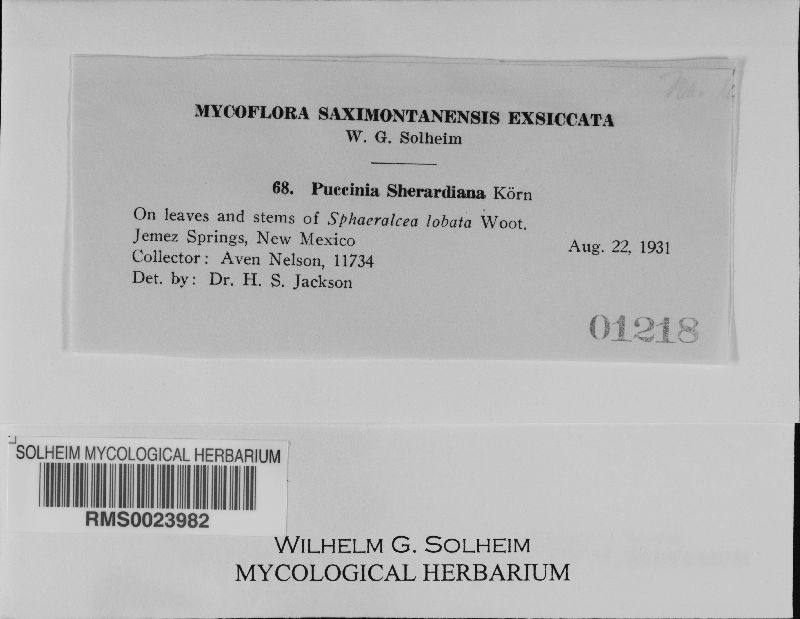 MYCOFLORA SAXIMONTANENSIS EXSICCATA
W. G. Solheim
68. Puccinia Sherardiana Körn
On leaves and stems of Sphaeralcea lobata Woot.
Jemez Springs, New Mexico
Aug. 22, 1931
Collector: Aven Nelson, 11734
Det. by: Dr. H. S. Jackson
01218
SOLHEIM MYCOLOGICAL HERBARIUM
RMS0023982
WILHELM G. SOLHEIM
MYCOLOGICAL HERBARIUM